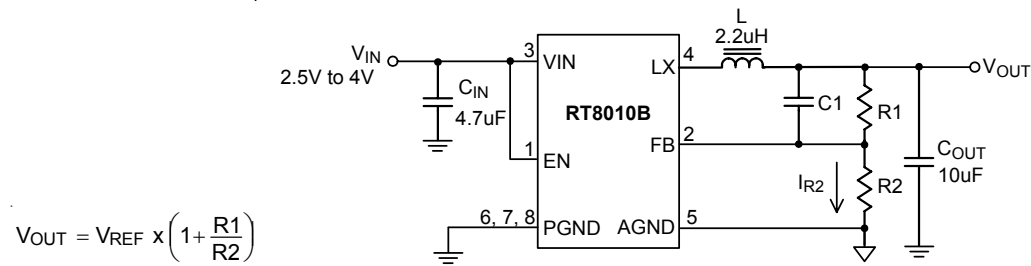 L
2.2uH
VIN
2.5V to 4V
3
VIN
LX
4
VOUT
CIN
4.7uF
RT8010B
C1
R1
1
EN
FB
2
COUT
10uF
IR2
R2
6, 7, 8
PGND
AGND
5
VOUT = VREF x (1+ R1/R2)